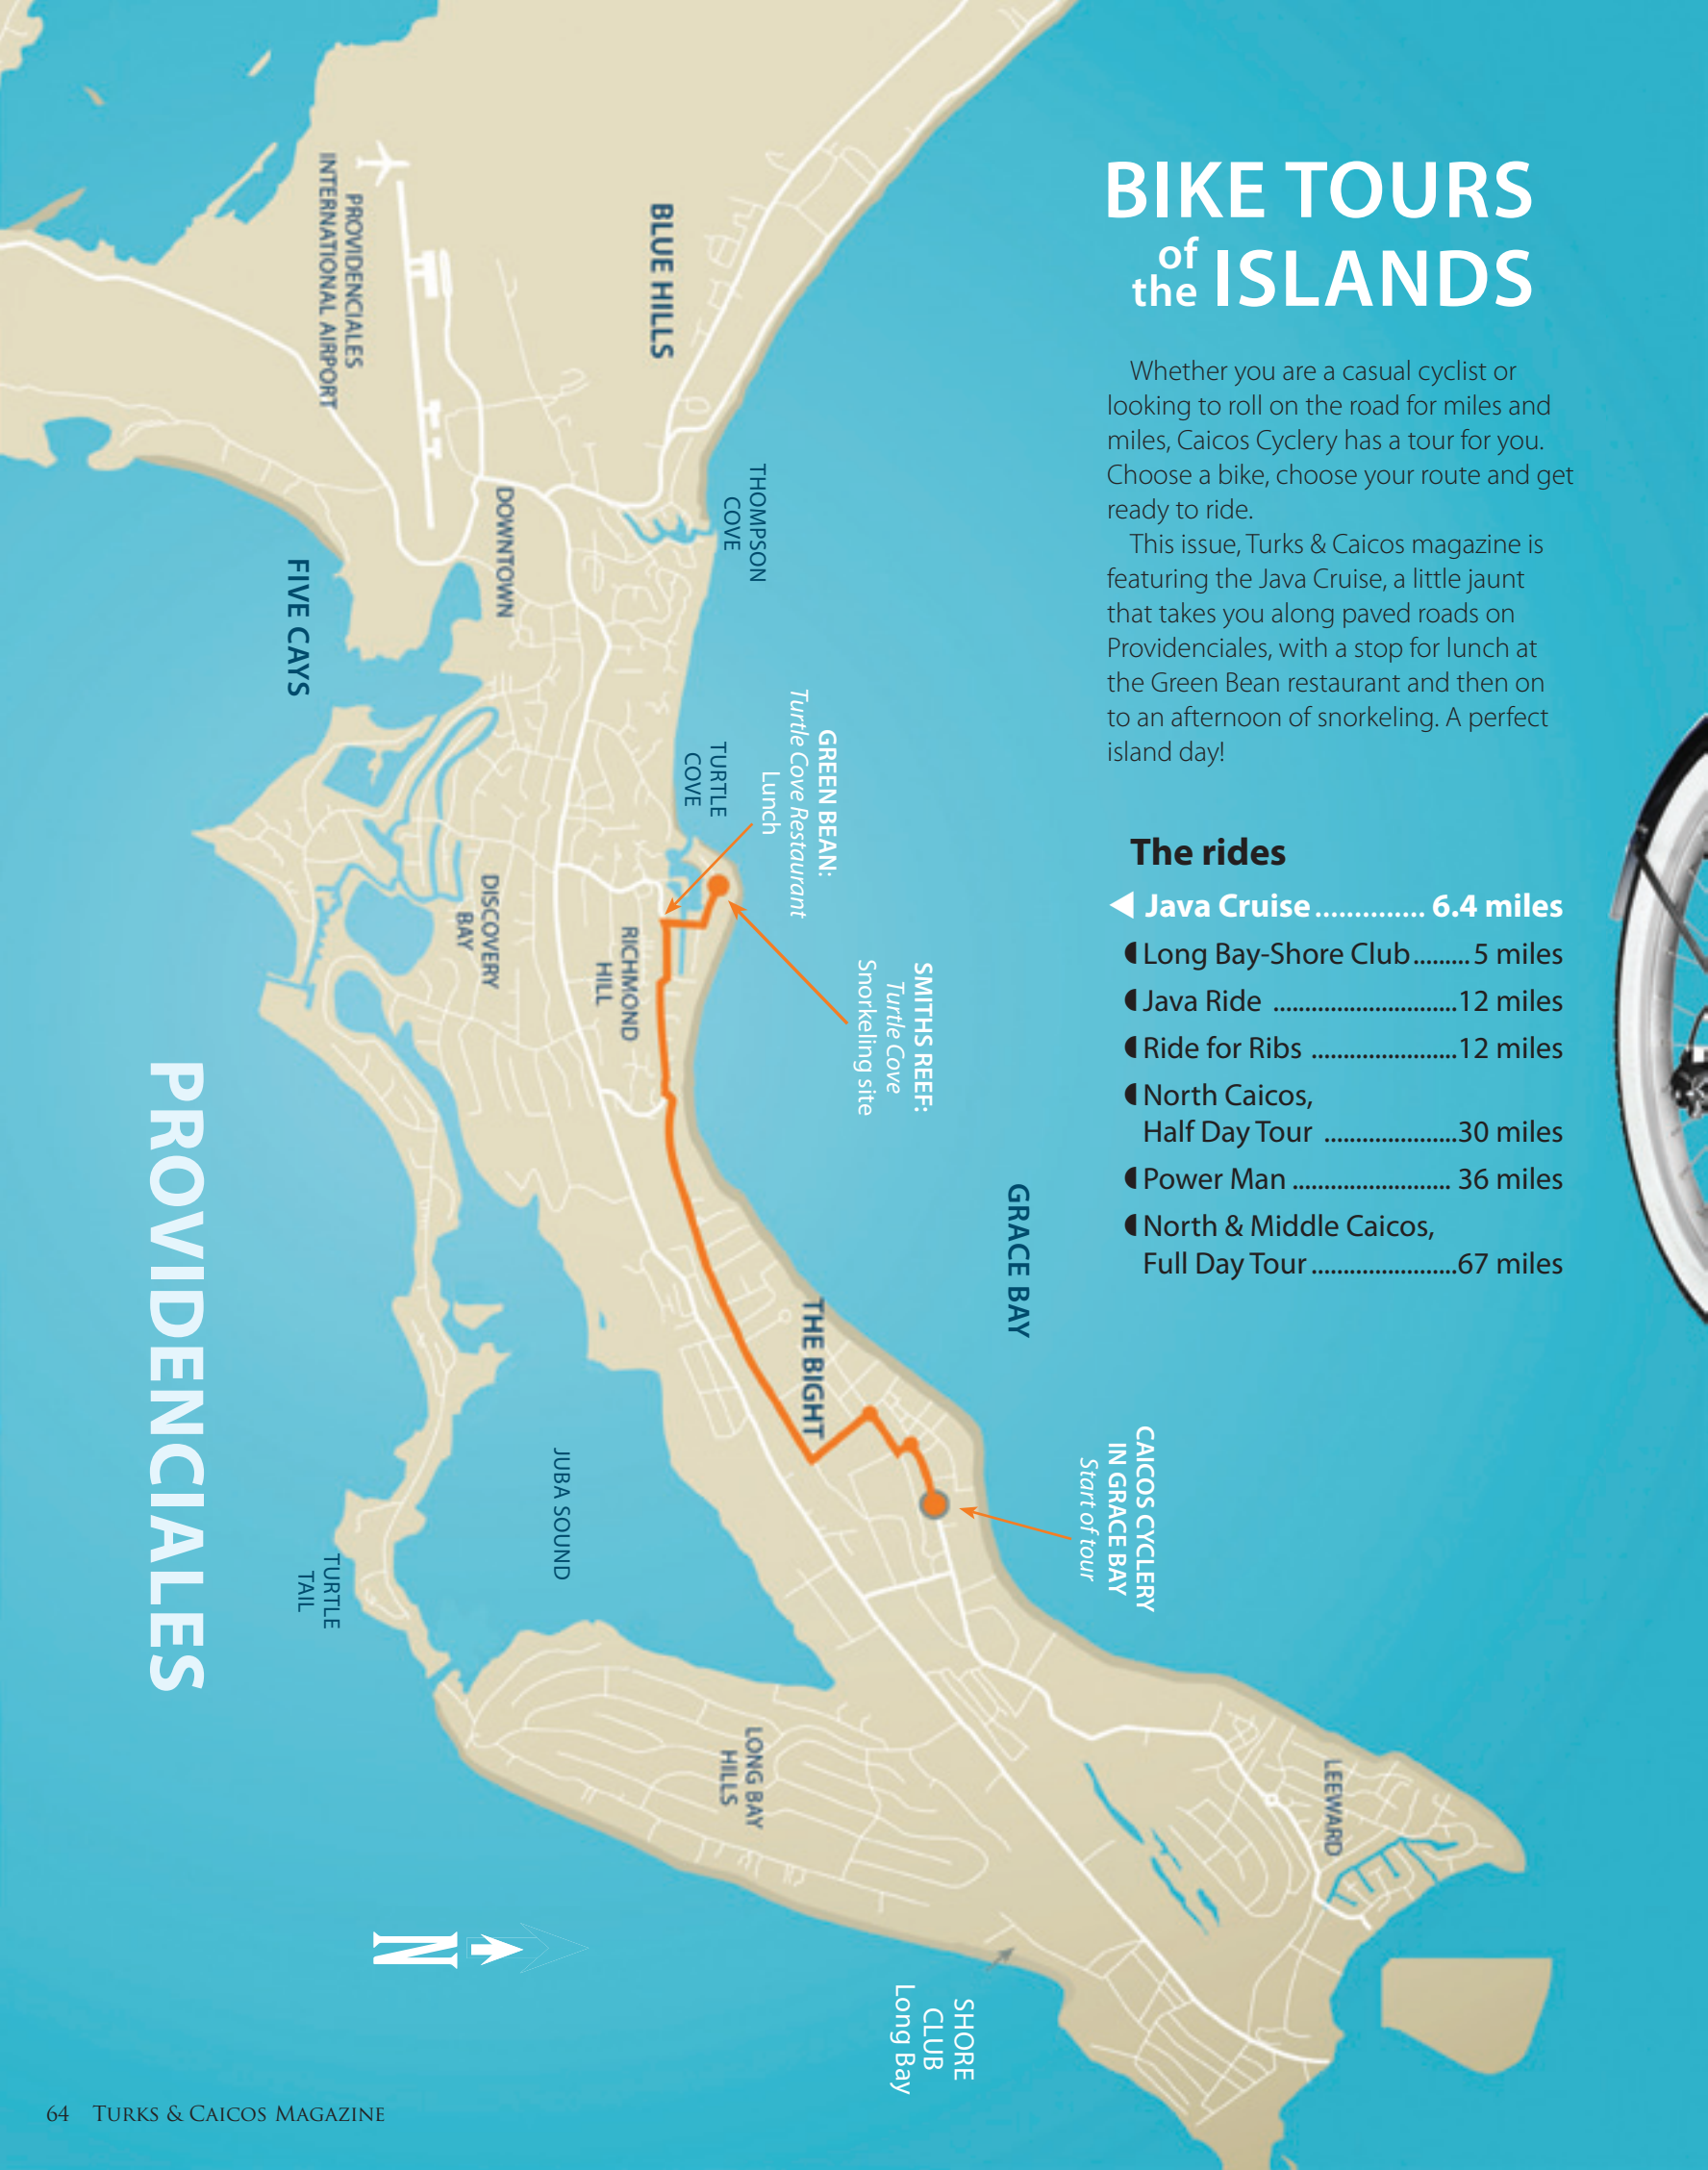 BIKE TOURS
of
the ISLANDS
Whether you are a casual cyclist or
looking to roll on the road for miles and
miles, Caicos Cyclery has a tour for you.
Choose a bike, choose your route and get
ready to ride.
This issue, Turks & Caicos magazine is
featuring the Java Cruise, a little jaunt
that takes you along paved roads on
Providenciales, with a stop for lunch at
the Green Bean restaurant and then on
to an afternoon of snorkeling. A perfect
island day!
The rides
Java Cruise.............. 6.4 miles
Long Bay-Shore Club.........5 miles
Java Ride .............................12 miles
Ride for Ribs .......................12 miles
North Caicos,
Half Day Tour .....................30 miles
Power Man ......................... 36 miles
North & Middle Caicos,
Full Day Tour.......................67 miles
PROVIDENCIALES
INTERNATIONAL AIRPORT
BLUE HILLS
THOMPSON
COVE
DOWNTOWN
FIVE CAYS
GREEN BEAN:
Turtle Cove Restaurant
Lunch
TURTLE
COVE
DISCOVERY
BAY
RICHMOND
HILL
SMITHS REEF:
Turtle Cove
Snorkeling site
GRACE BAY
THE BIGHT
CAICOS CYCLERY
IN GRACE BAY
Start of tour
JUBA SOUND
TURTLE
TAIL
PROVIDENCIALES
LONG BAY
HILLS
LEEWARD
SHORE
CLUB
Long Bay
N
64 TURKS & CAICOS MAGAZINE